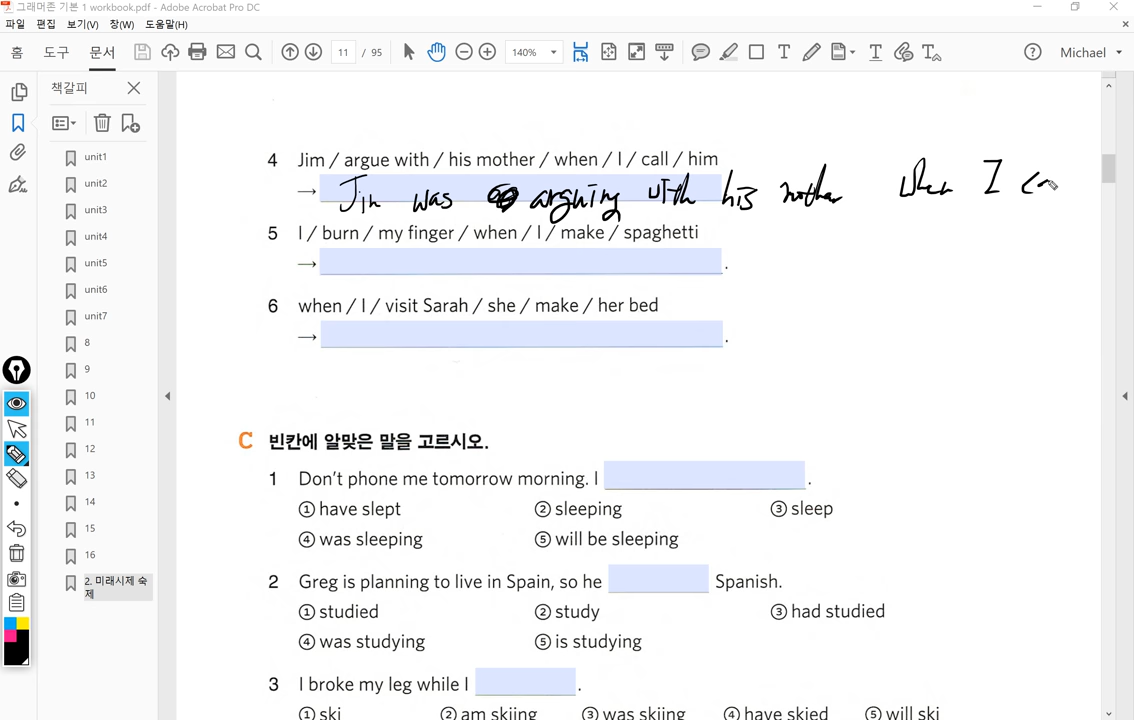 그래머존 기본 1 workbook.pdf - Adobe Acrobat Pro DC
파일 편집 보기(V) 창(W) 도움말(H)
홈 도구 문서 11 / 95 140% Michael
책갈피
unit1
unit2
unit3
unit4
unit5
unit6
unit7
8
9
10
11
12
13
14
15
16
2. 미래시제 숙
제
4 Jim / argue with / his mother / when / I / call / him
→ Jim was arguing with his mother when I ca
5 I / burn / my finger / when / I / make / spaghetti
→ .
6 when / I / visit Sarah / she / make / her bed
→ .
C 빈칸에 알맞은 말을 고르시오.
1 Don't phone me tomorrow morning. I .
① have slept ② sleeping ③ sleep
④ was sleeping ⑤ will be sleeping
2 Greg is planning to live in Spain, so he Spanish.
① studied ② study ③ had studied
④ was studying ⑤ is studying
3 I broke my leg while I .
① ski ② am skiing ③ was skiing ④ have skied ⑤ will ski